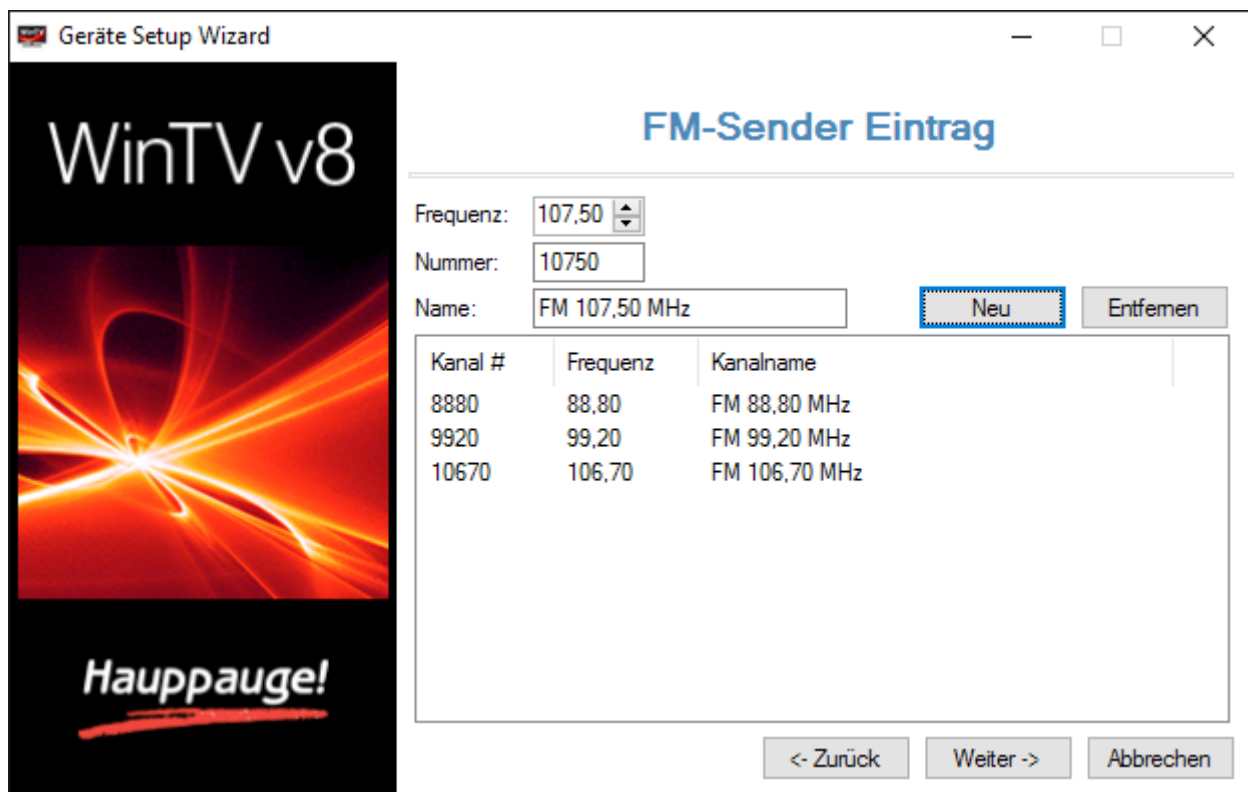 Geräte Setup Wizard
WinTV v8
Hauppauge!
FM-Sender Eintrag
Frequenz: 107,50
Nummer: 10750
Name: FM 107,50 MHz Neu Entfernen
Kanal # Frequenz Kanalname
8880 88,80 FM 88,80 MHz
9920 99,20 FM 99,20 MHz
10670 106,70 FM 106,70 MHz
<- Zurück Weiter -> Abbrechen